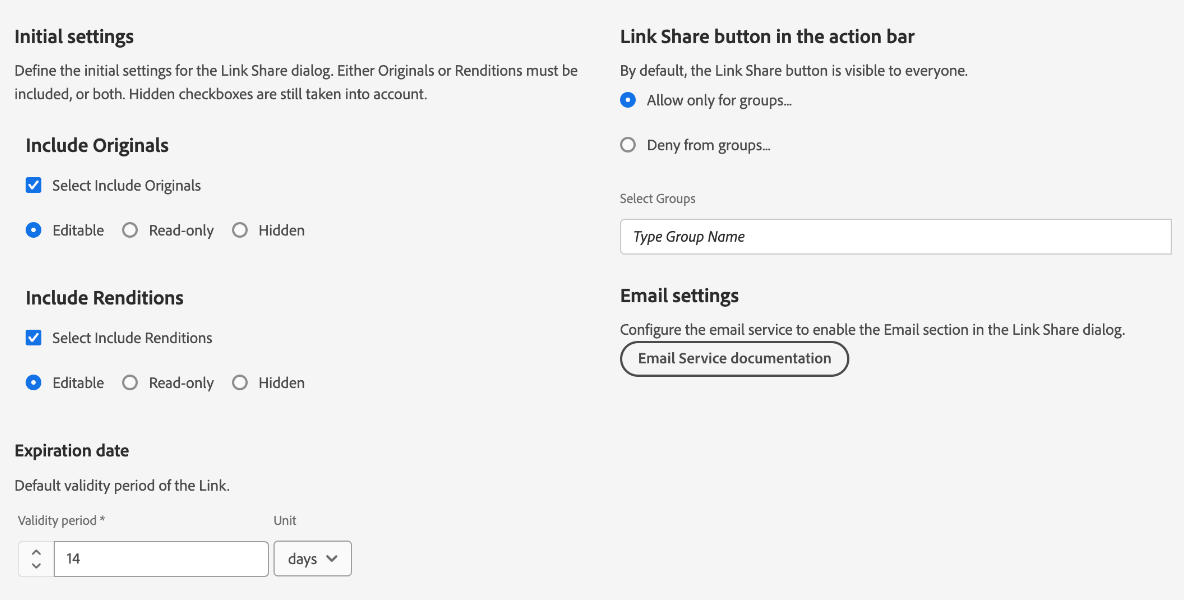 Initial settings
Define the initial settings for the Link Share dialog. Either Originals or Renditions must be
included, or both. Hidden checkboxes are still taken into account.
Include Originals
Select Include Originals
Editable Read-only Hidden
Include Renditions
Select Include Renditions
Editable Read-only Hidden
Expiration date
Default validity period of the Link.
Validity period * Unit
14 days
Link Share button in the action bar
By default, the Link Share button is visible to everyone.
Allow only for groups...
Deny from groups...
Select Groups
Type Group Name
Email settings
Configure the email service to enable the Email section in the Link Share dialog.
Email Service documentation